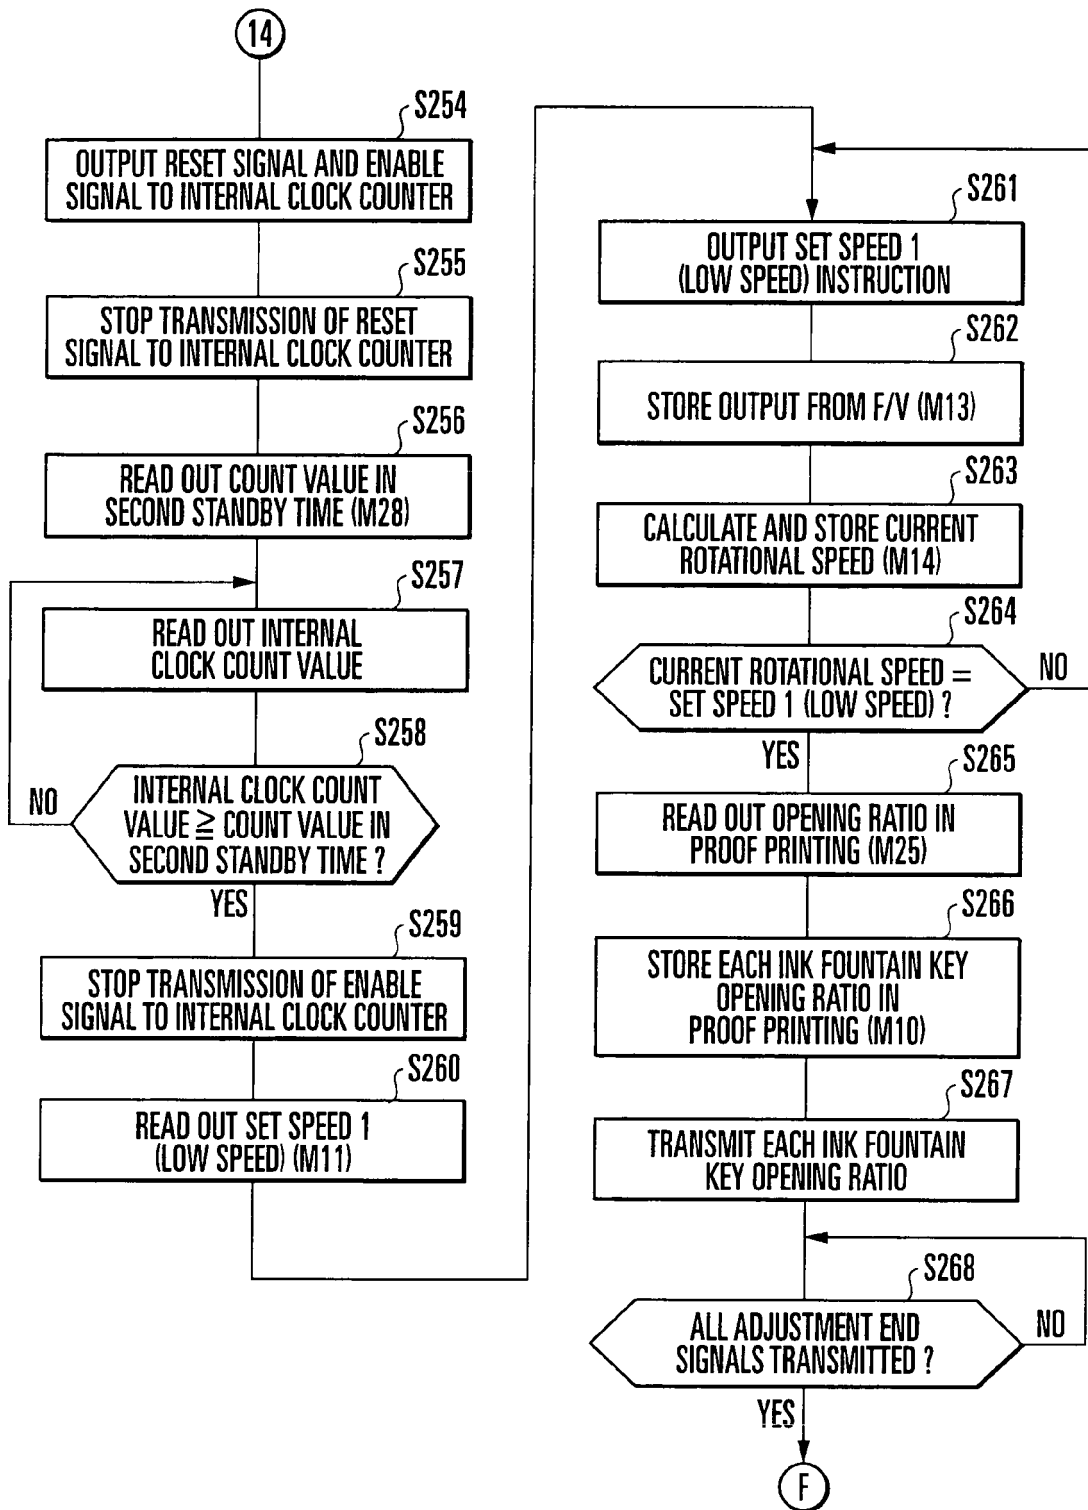 14
S254
OUTPUT RESET SIGNAL AND ENABLE
SIGNAL TO INTERNAL CLOCK COUNTER
S255
STOP TRANSMISSION OF RESET
SIGNAL TO INTERNAL CLOCK COUNTER
S256
READ OUT COUNT VALUE IN
SECOND STANDBY TIME (M28)
S257
READ OUT INTERNAL
CLOCK COUNT VALUE
S258
INTERNAL CLOCK COUNT
VALUE ≧ COUNT VALUE IN
SECOND STANDBY TIME ?
NO
YES
S259
STOP TRANSMISSION OF ENABLE
SIGNAL TO INTERNAL CLOCK COUNTER
S260
READ OUT SET SPEED 1
(LOW SPEED) (M11)
S261
OUTPUT SET SPEED 1
(LOW SPEED) INSTRUCTION
S262
STORE OUTPUT FROM F/V (M13)
S263
CALCULATE AND STORE CURRENT
ROTATIONAL SPEED (M14)
S264
CURRENT ROTATIONAL SPEED =
SET SPEED 1 (LOW SPEED) ?
NO
YES
S265
READ OUT OPENING RATIO IN
PROOF PRINTING (M25)
S266
STORE EACH INK FOUNTAIN KEY
OPENING RATIO IN
PROOF PRINTING (M10)
S267
TRANSMIT EACH INK FOUNTAIN
KEY OPENING RATIO
S268
ALL ADJUSTMENT END
SIGNALS TRANSMITTED ?
NO
YES
F